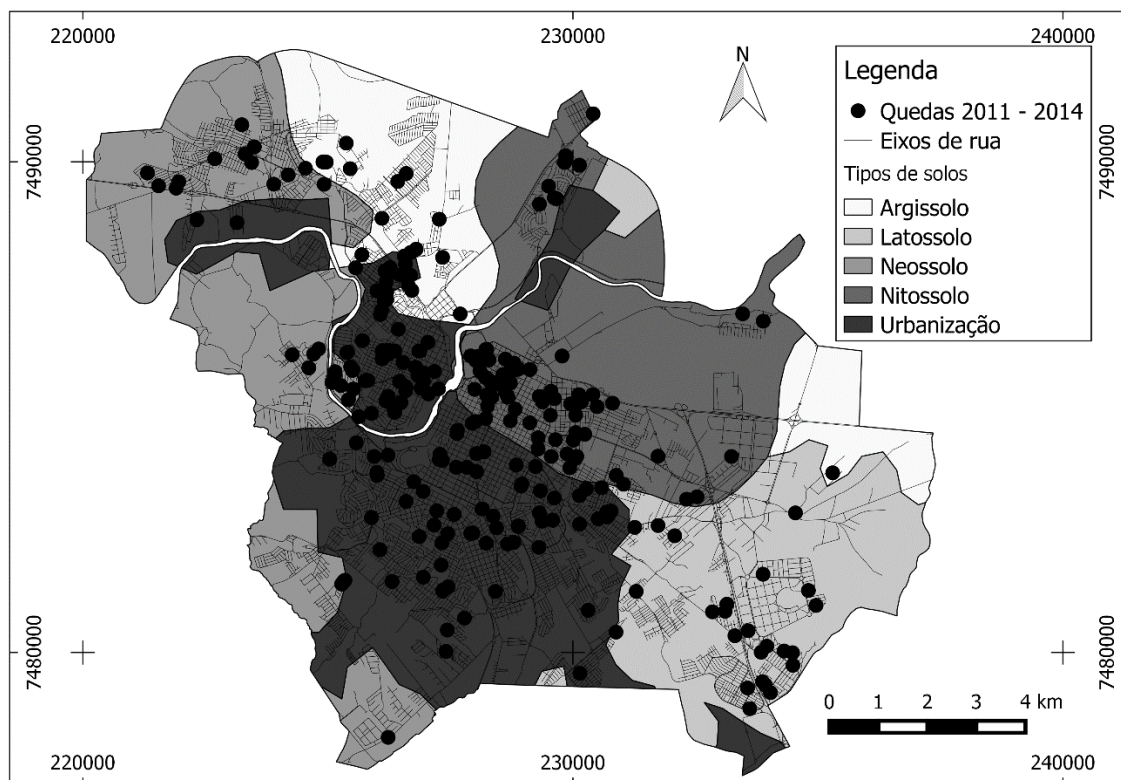 220000
230000
240000
N
Legenda
Quedas 2011 - 2014
Eixos de rua
Tipos de solos
Argissolo
Latossolo
Neossolo
Nitossolo
Urbanização
7490000
7490000
7480000
7480000
0 1 2 3 4 km
220000
230000
240000